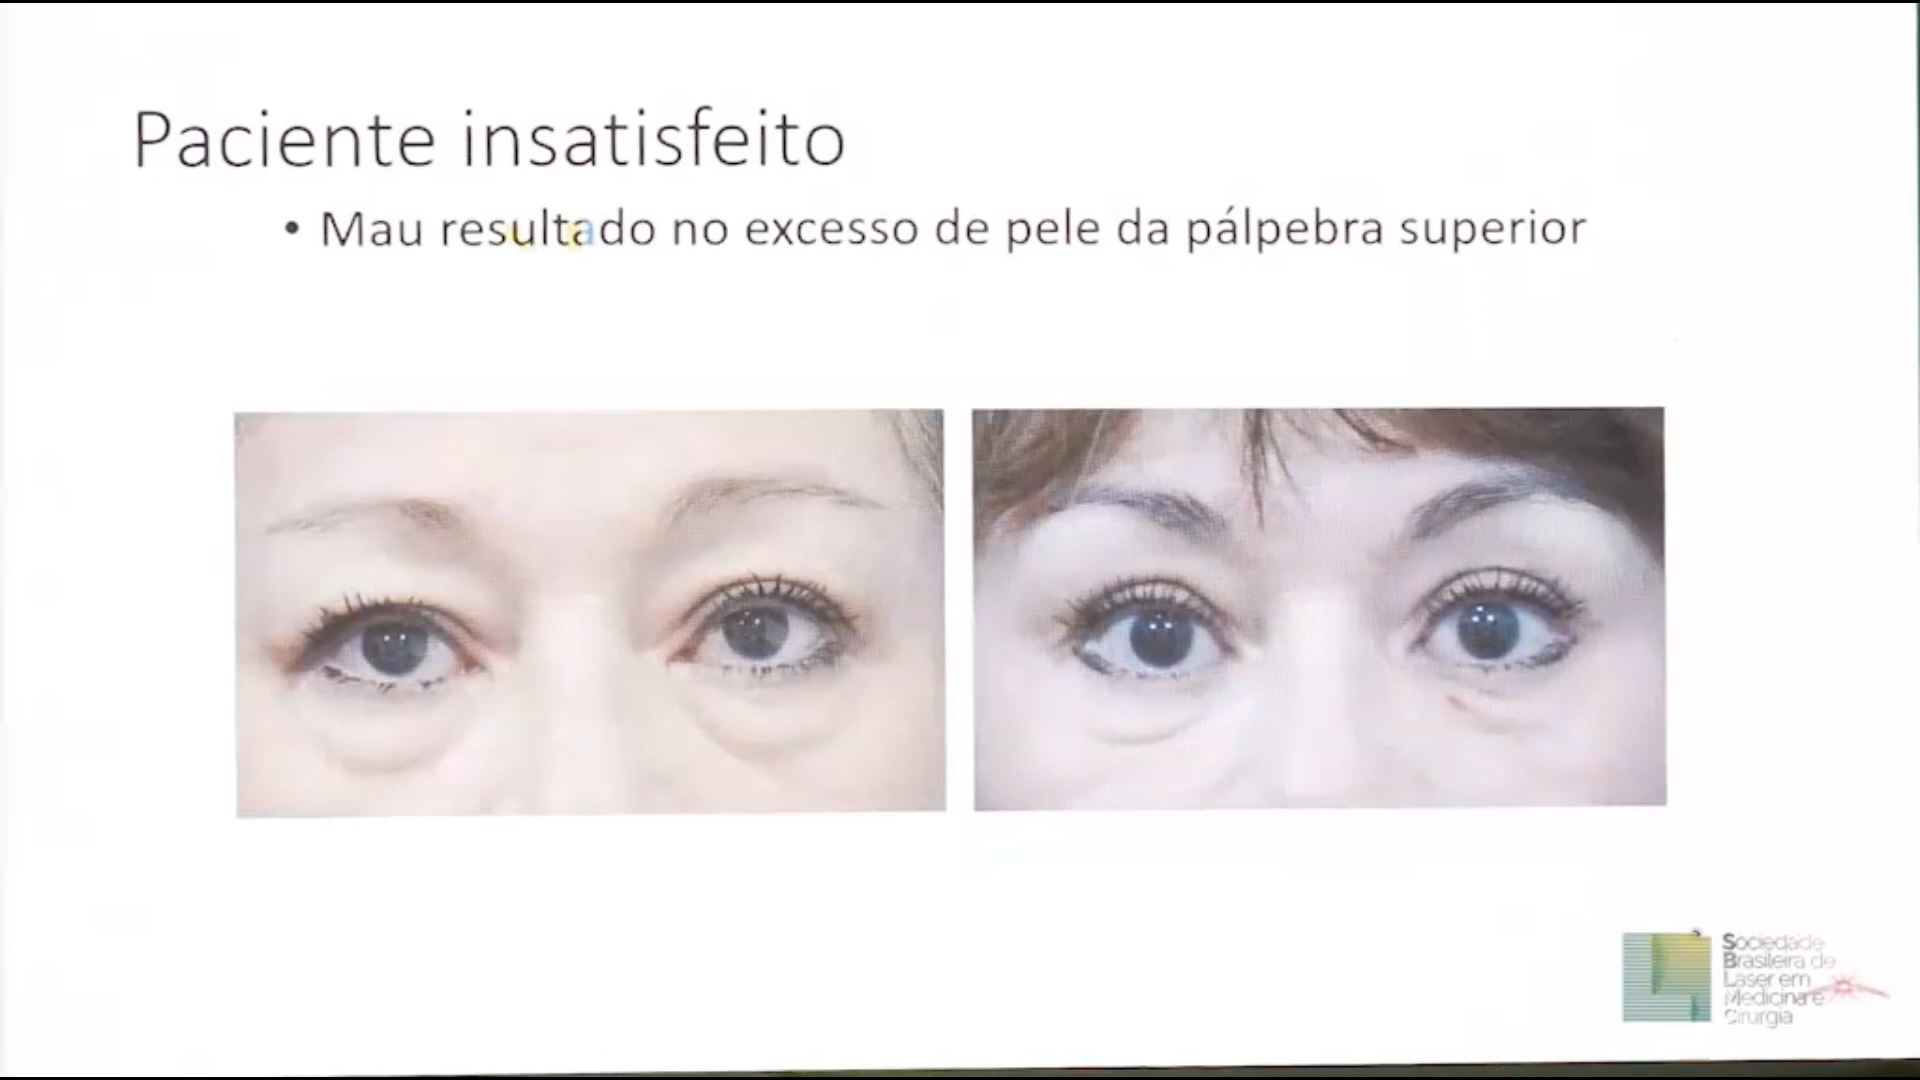 Paciente insatisfeito
• Mau resultado no excesso de pele da pálpebra superior
Sociedade
Brasileira de
Laser em
Medicina e
Cirurgia